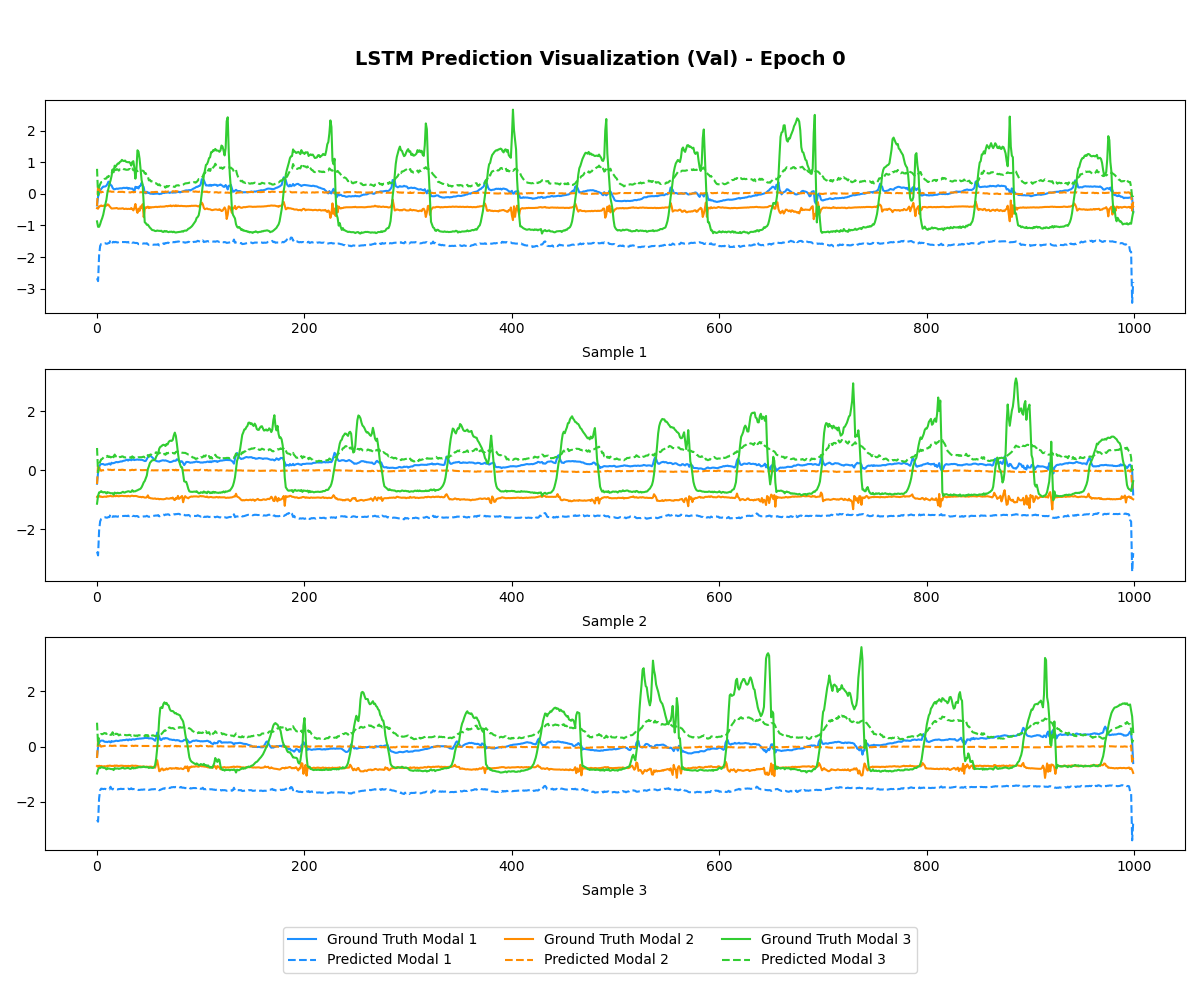 LSTM Prediction Visualization (Val) - Epoch 0
2
1
0
−1
−2
−3
0 200 400 600 800 1000
Sample 1
2
0
−2
0 200 400 600 800 1000
Sample 2
2
0
−2
0 200 400 600 800 1000
Sample 3
Ground Truth Modal 1 Ground Truth Modal 2 Ground Truth Modal 3
Predicted Modal 1 Predicted Modal 2 Predicted Modal 3